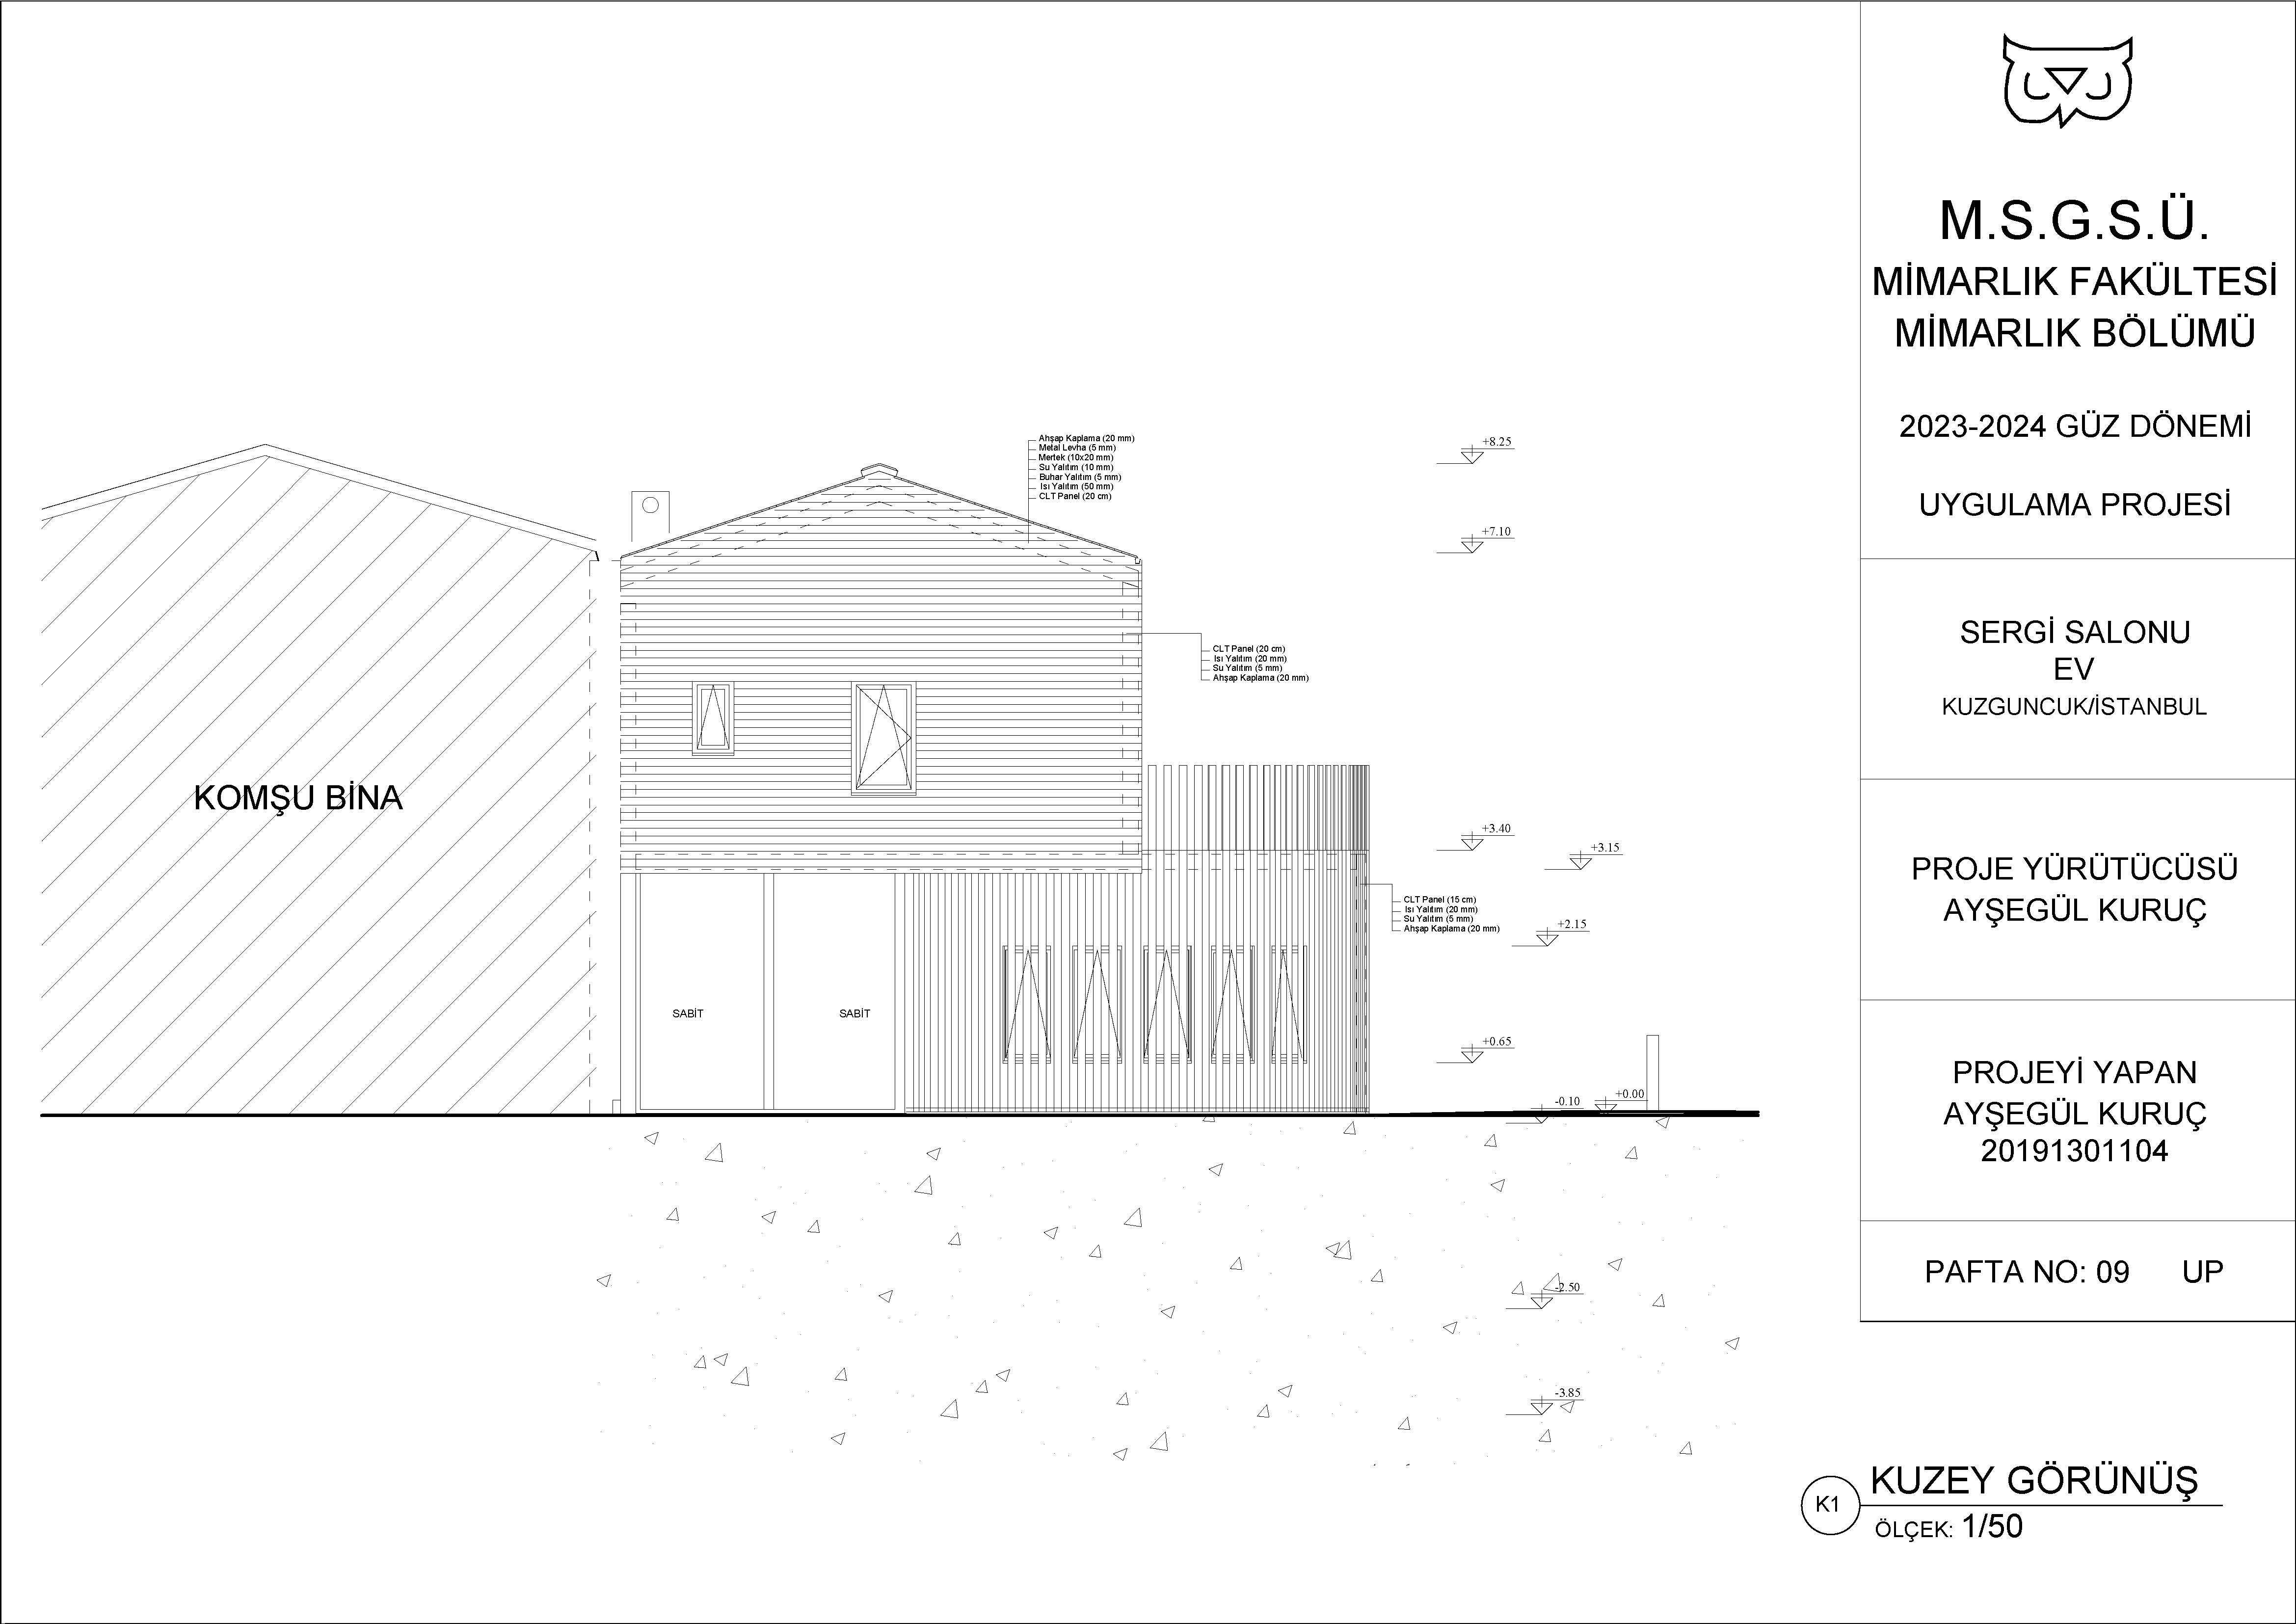 M.S.G.S.Ü.
MİMARLIK FAKÜLTESİ
MİMARLIK BÖLÜMÜ
2023-2024 GÜZ DÖNEMİ
UYGULAMA PROJESİ
SERGİ SALONU
EV
KUZGUNCUK/İSTANBUL
PROJE YÜRÜTÜCÜSÜ
AYŞEGÜL KURUÇ
PROJEYİ YAPAN
AYŞEGÜL KURUÇ
20191301104
PAFTA NO: 09 UP
Ahşap Kaplama (20 mm)
Metal Levha (5 mm)
Mertek (10x20 mm)
Su Yalıtım (10 mm)
Buhar Yalıtım (5 mm)
Isı Yalıtım (50 mm)
CLT Panel (20 cm)
CLT Panel (20 cm)
Isı Yalıtım (20 mm)
Su Yalıtım (5 mm)
Ahşap Kaplama (20 mm)
CLT Panel (15 cm)
Isı Yalıtım (20 mm)
Su Yalıtım (5 mm)
Ahşap Kaplama (20 mm)
KOMŞU BİNA
SABİT
SABİT
+8.25
+7.10
+3.40
+3.15
+2.15
+0.65
+0.00
-0.10
-2.50
-3.85
K1
KUZEY GÖRÜNÜŞ
ÖLÇEK: 1/50